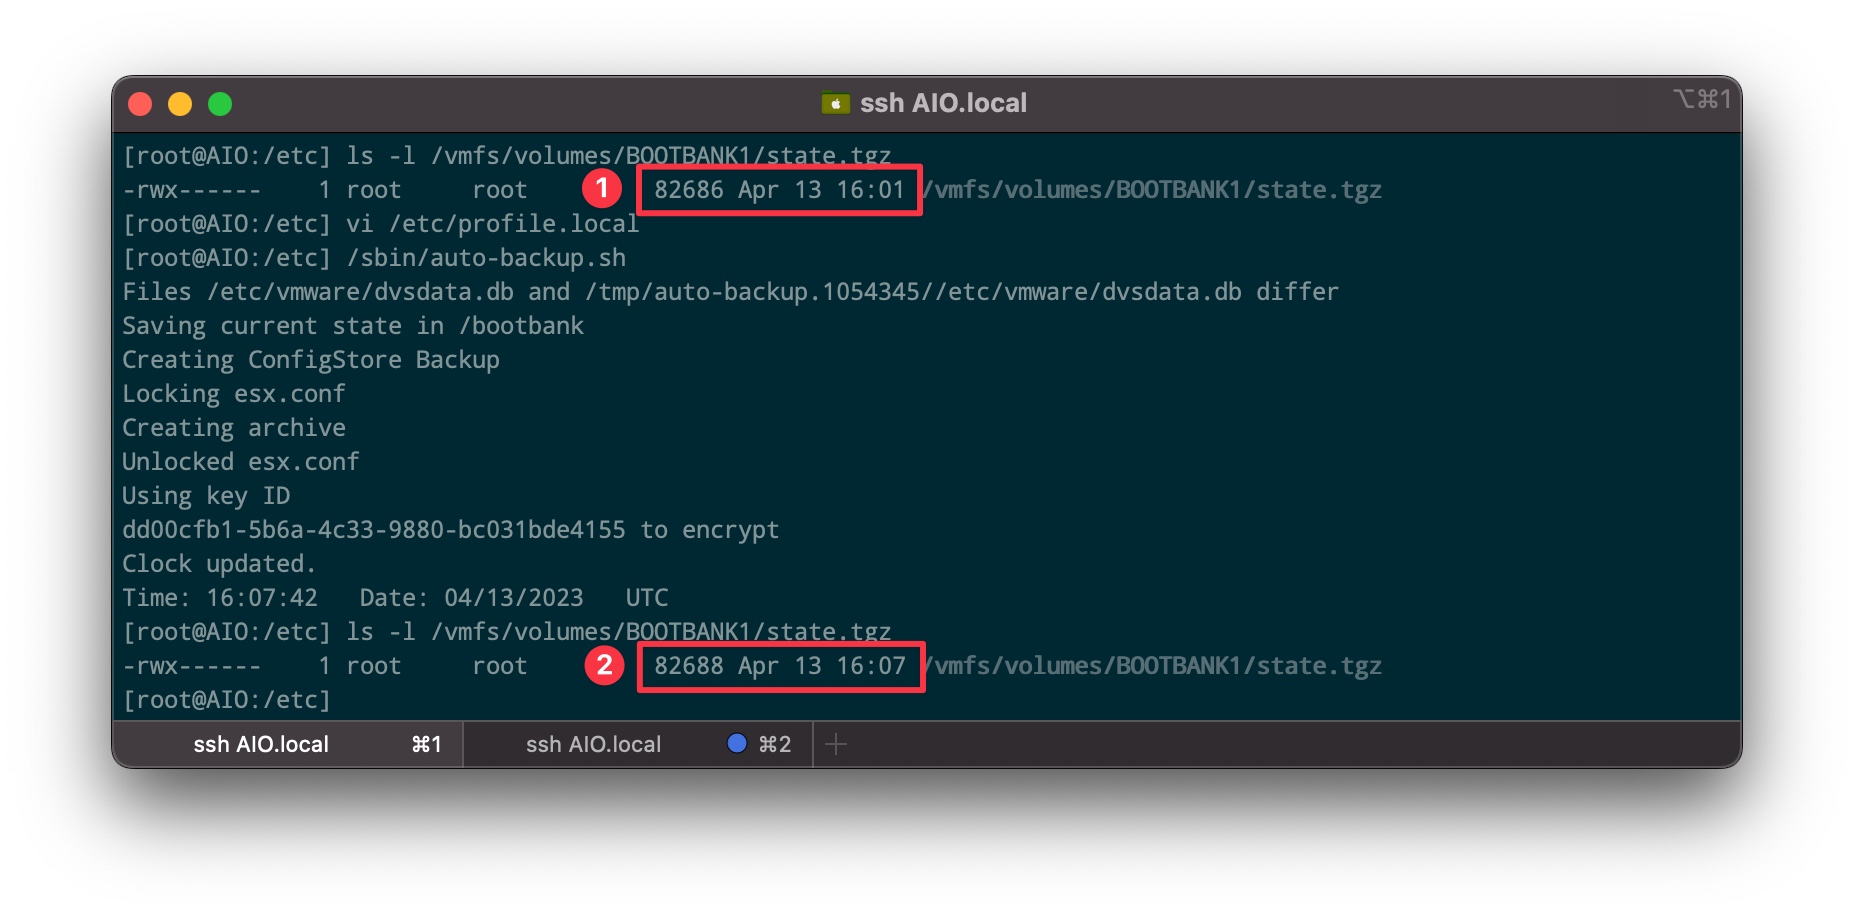 ssh AIO.local
⌥⌘1
[root@AIO:/etc] ls -l /vmfs/volumes/BOOTBANK1/state.tgz
-rwx------    1 root     root     1    82686 Apr 13 16:01 /vmfs/volumes/BOOTBANK1/state.tgz
[root@AIO:/etc] vi /etc/profile.local
[root@AIO:/etc] /sbin/auto-backup.sh
Files /etc/vmware/dvsdata.db and /tmp/auto-backup.1054345//etc/vmware/dvsdata.db differ
Saving current state in /bootbank
Creating ConfigStore Backup
Locking esx.conf
Creating archive
Unlocked esx.conf
Using key ID
dd00cfb1-5b6a-4c33-9880-bc031bde4155 to encrypt
Clock updated.
Time: 16:07:42   Date: 04/13/2023   UTC
[root@AIO:/etc] ls -l /vmfs/volumes/BOOTBANK1/state.tgz
-rwx------    1 root     root     2    82688 Apr 13 16:07 /vmfs/volumes/BOOTBANK1/state.tgz
[root@AIO:/etc]
ssh AIO.local ⌘1 ssh AIO.local ⌘2 +